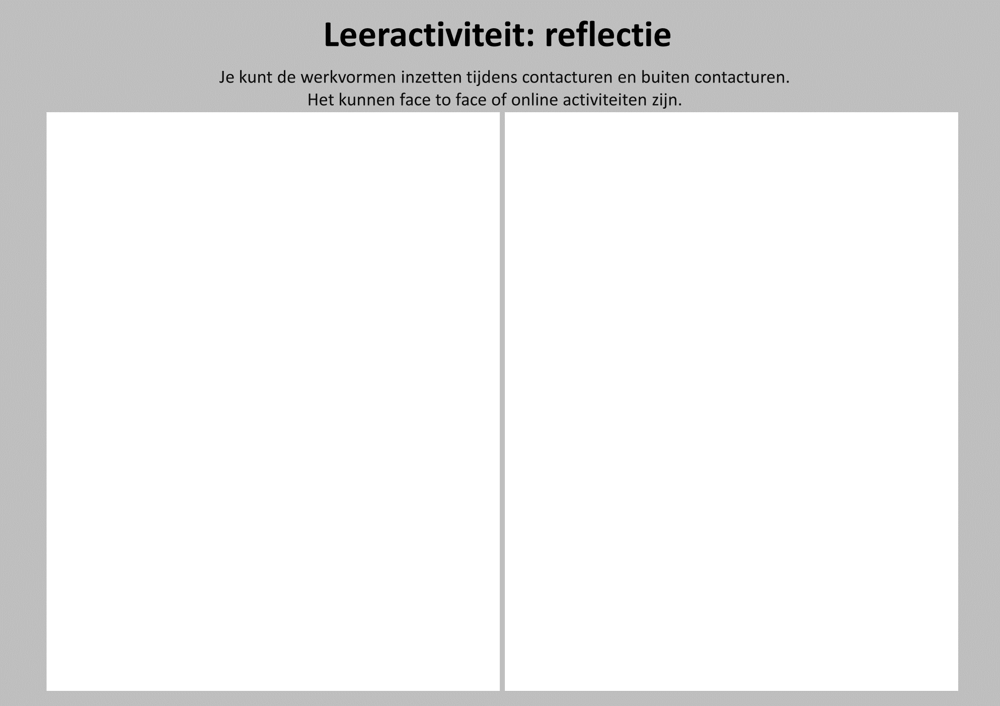 Leeractiviteit: reflectie
Je kunt de werkvormen inzetten tijdens contacturen en buiten contacturen.
Het kunnen face to face of online activiteiten zijn.